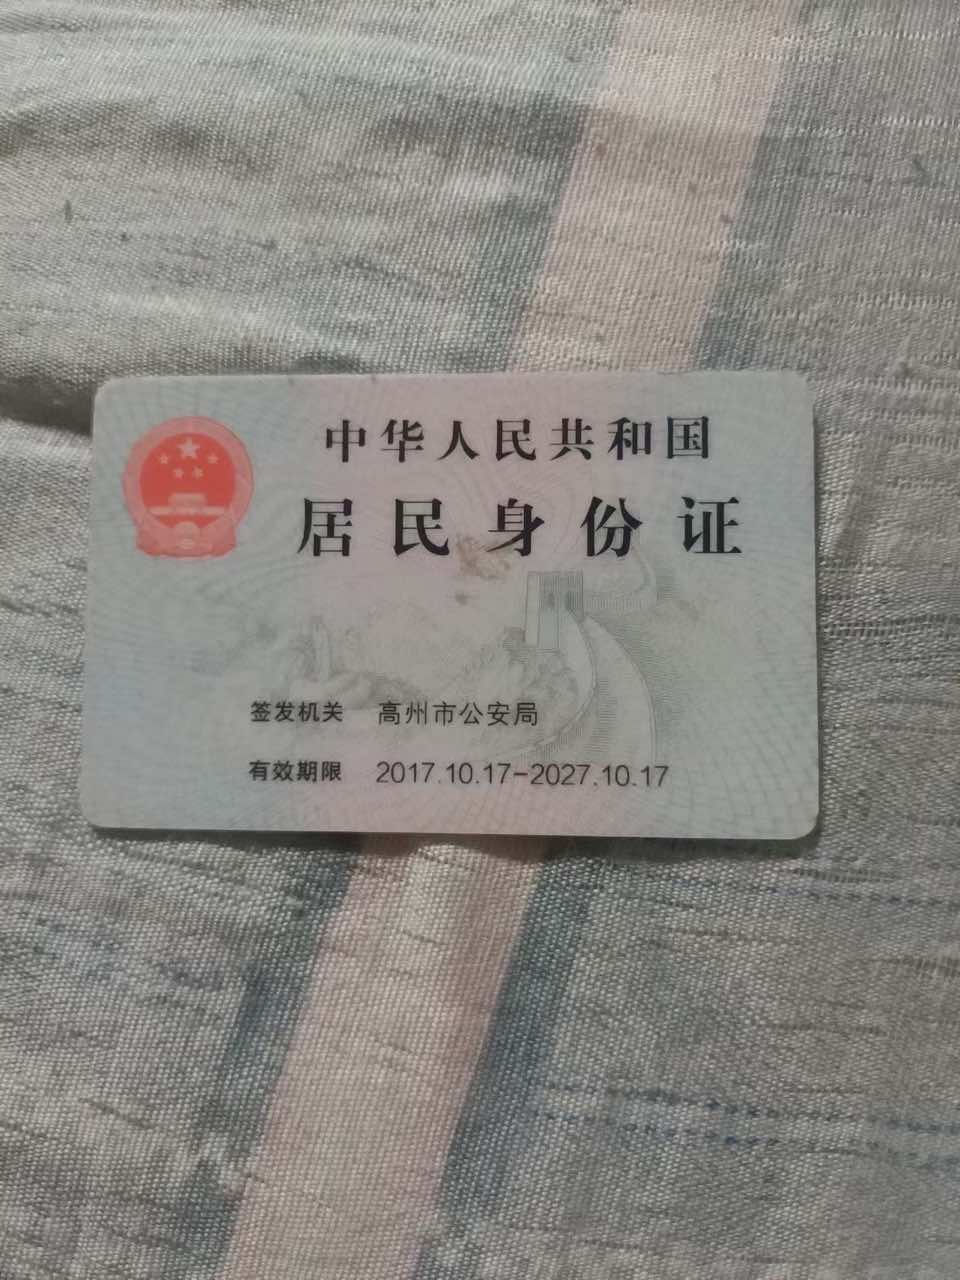 中华人民共和国
居民身份证
签发机关 高州市公安局
有效期限 2017.10.17-2027.10.17